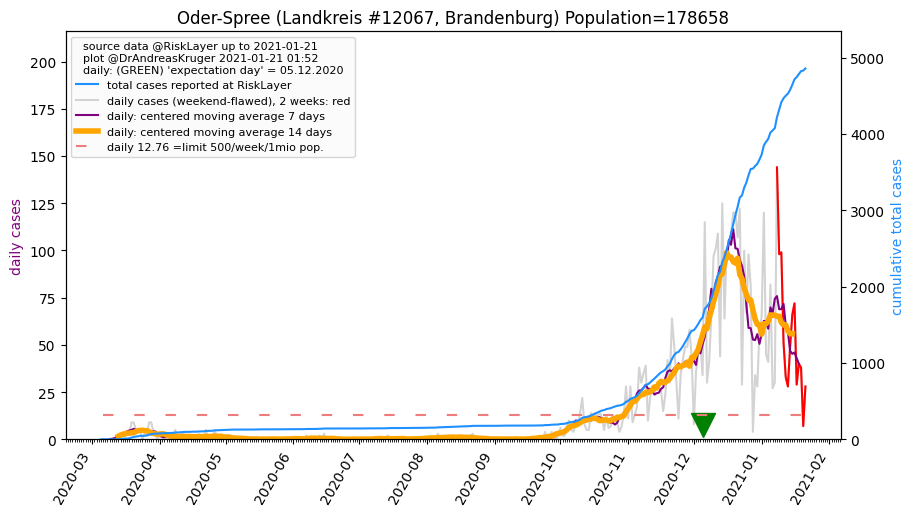 Oder-Spree (Landkreis #12067, Brandenburg) Population=178658
source data @RiskLayer up to 2021-01-21
plot @DrAndreasKruger 2021-01-21 01:52
daily: (GREEN) 'expectation day' = 05.12.2020
total cases reported at RiskLayer
daily cases (weekend-flawed), 2 weeks: red
daily: centered moving average 7 days
daily: centered moving average 14 days
daily 12.76 =limit 500/week/1mio pop.
daily cases
200
175
150
125
100
75
50
25
0
cumulative total cases
5000
4000
3000
2000
1000
0
2020-03
2020-04
2020-05
2020-06
2020-07
2020-08
2020-09
2020-10
2020-11
2020-12
2021-01
2021-02